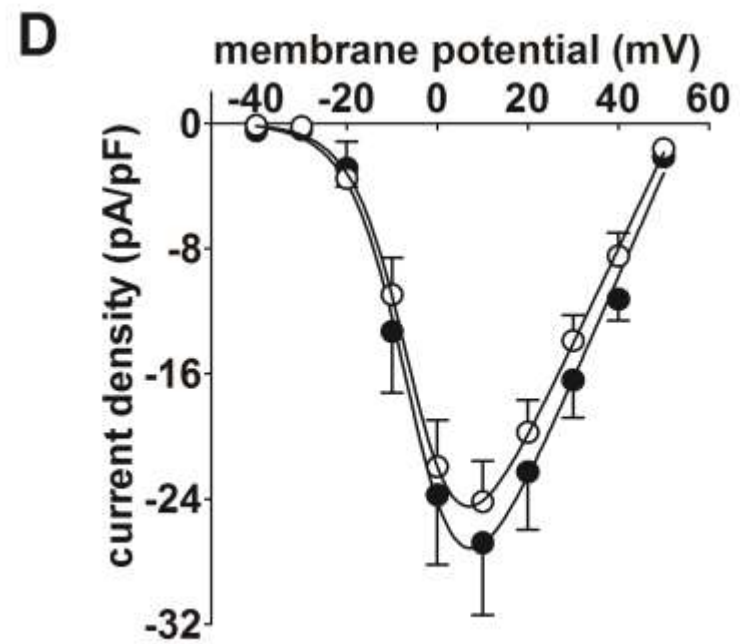 D
membrane potential (mV)
-40 -20 0 20 40 60
0
-8
-16
-24
-32
current density (pA/pF)